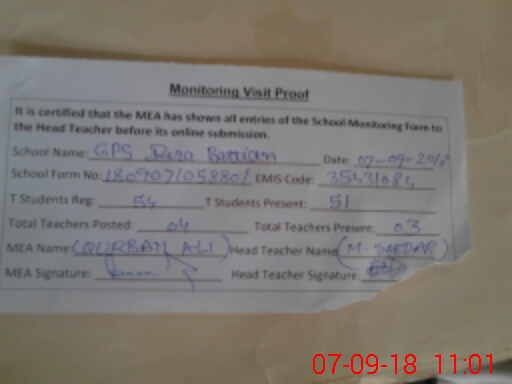 Monitoring Visit Proof
It is certified that the MEA has shown all entries of the School Monitoring Form to
the Head Teacher before its online submission.
School Name: GPS Date: 07-09-2018
School Form No: EMIS Code:
T Students Reg: 54 T Students Present: 51
Total Teachers Posted: 04 Total Teachers Present: 03
MEA Name: (QURBAN ALI) Head Teacher Name (M. SAFDAR)
MEA Signature: Head Teacher Signature:
07-09-18 11:01